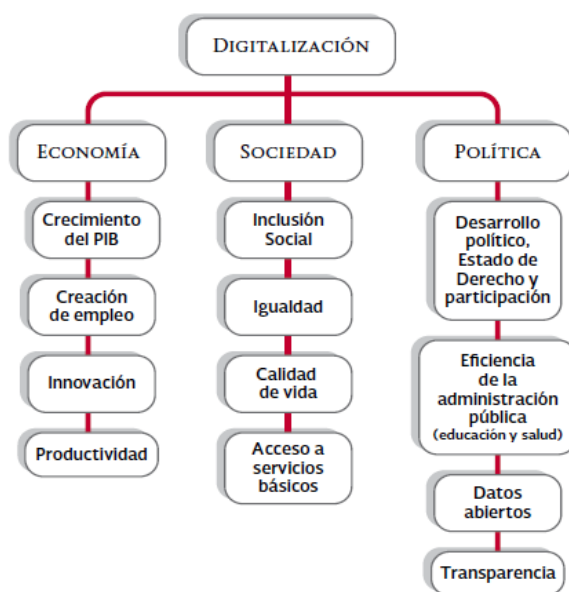 DIGITALIZACIÓN
ECONOMÍA
Crecimiento
del PIB
Creación
de empleo
Innovación
Productividad
SOCIEDAD
Inclusión
Social
Igualdad
Calidad
de vida
Acceso a
servicios
básicos
POLÍTICA
Desarrollo
político,
Estado de
Derecho y
participación
Eficiencia
de la
administración
pública
(educación y salud)
Datos
abiertos
Transparencia